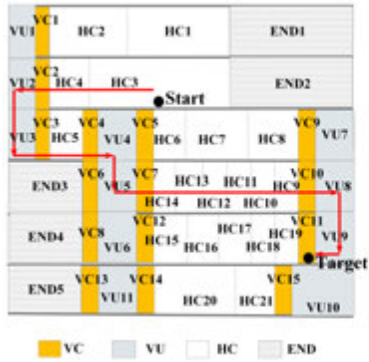 VU1 VC1 HC2 HC1 END1
VU2 VC2 HC4 HC3 END2
Start
VU3 VC3 HC5 VC4 VU4 VC5 HC6 HC7 HC8 VC9 VU7
END3 VC6 VU5 VC7 HC13 HC11 HC9 VC10 VU8
HC14 HC12 HC10
END4 VC8 VU6 VC12 HC15 HC16 HC17 HC18 HC19 VC11 VU9
Target
END5 VC13 VU11 VC14 HC20 HC21 VC15 VU10
VC VU HC END